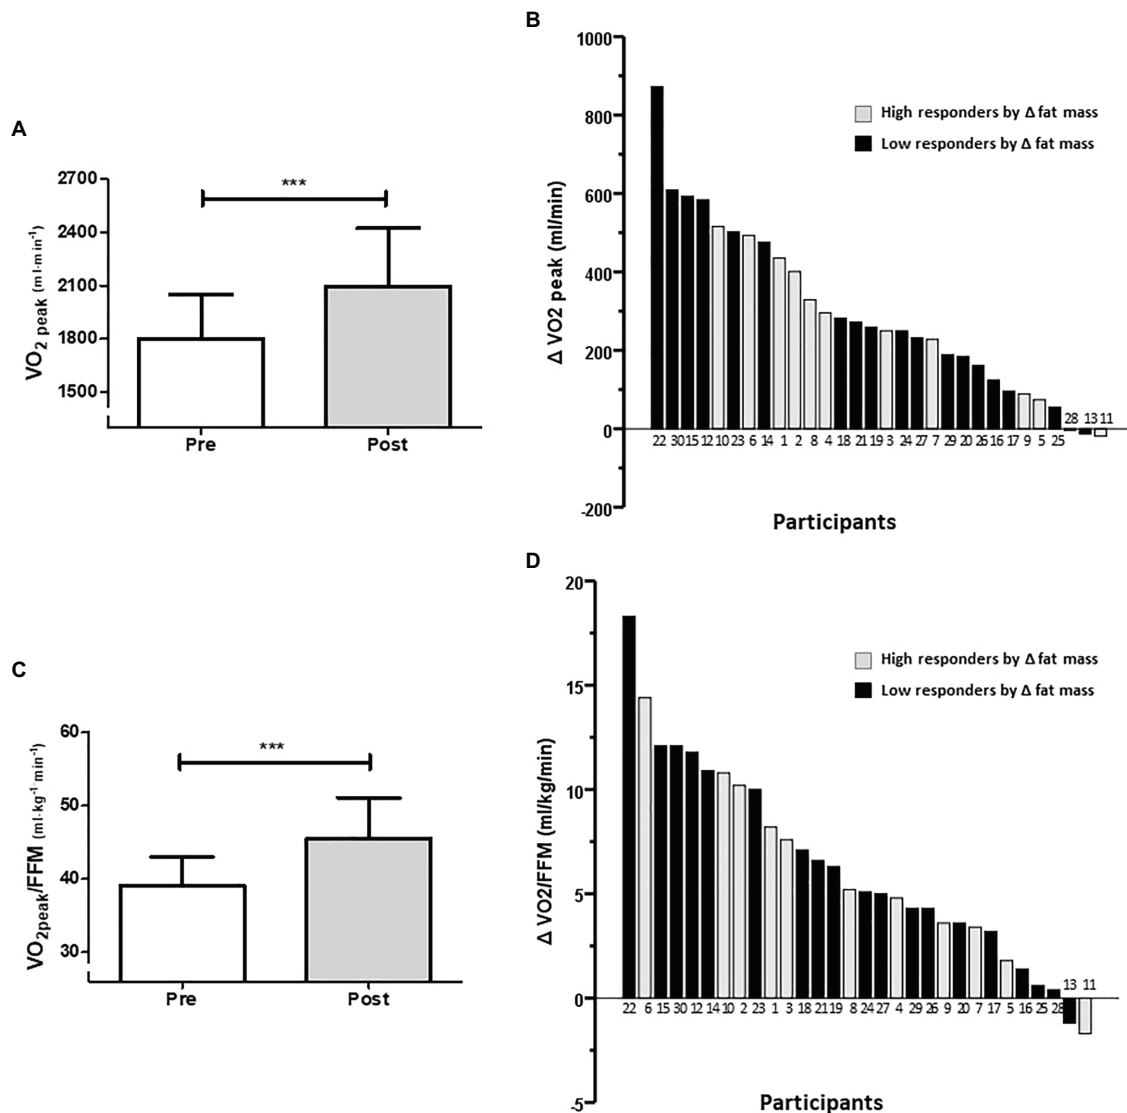 A
VO2 peak (ml·min-1)
2700
2400
2100
1800
1500
***
Pre
Post
B
Δ VO2 peak (ml/min)
1000
800
600
400
200
0
-200
High responders by Δ fat mass
Low responders by Δ fat mass
28 13 11
22 30 15 12 10 23 6 14 1 2 8 4 18 21 19 3 24 27 7 29 20 26 16 17 9 5 25
Participants
C
VO2peak/FFM (ml·kg-1·min-1)
60
50
40
30
***
Pre
Post
D
Δ VO2/FFM (ml/kg/min)
20
15
10
5
0
-5
High responders by Δ fat mass
Low responders by Δ fat mass
13 11
22 6 15 30 12 14 10 2 23 1 3 18 21 19 8 24 27 4 29 26 9 20 7 17 5 16 25 28
Participants